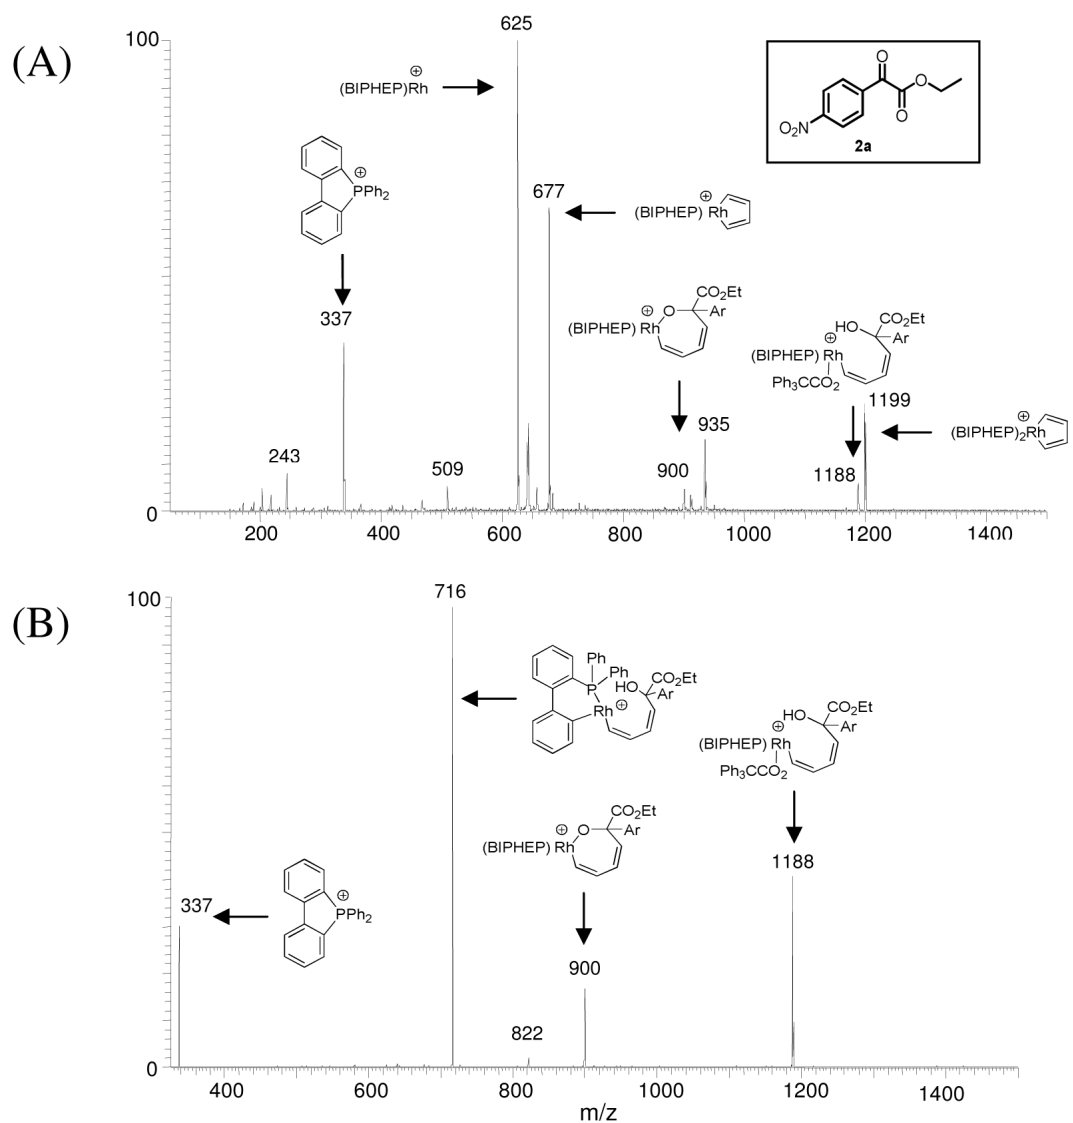 (A)
100
625
(BIPHEP)Rh
⊕
O
O
O
O₂N
2a
⊕
PPh₂
677
⊕
(BIPHEP) Rh
337
CO₂Et
⊕
O
Ar
(BIPHEP) Rh
HO
CO₂Et
⊕
Ar
(BIPHEP) Rh
Ph₃CCO₂
1199
⊕
(BIPHEP)₂Rh
935
243
509
900
1188
0
200
400
600
800
1000
1200
1400
(B)
100
716
Ph
Ph
P
HO
CO₂Et
Ar
Rh
⊕
HO
CO₂Et
⊕
Ar
(BIPHEP) Rh
Ph₃CCO₂
CO₂Et
⊕
O
Ar
(BIPHEP) Rh
1188
337
⊕
PPh₂
900
822
0
400
600
800
1000
1200
1400
m/z